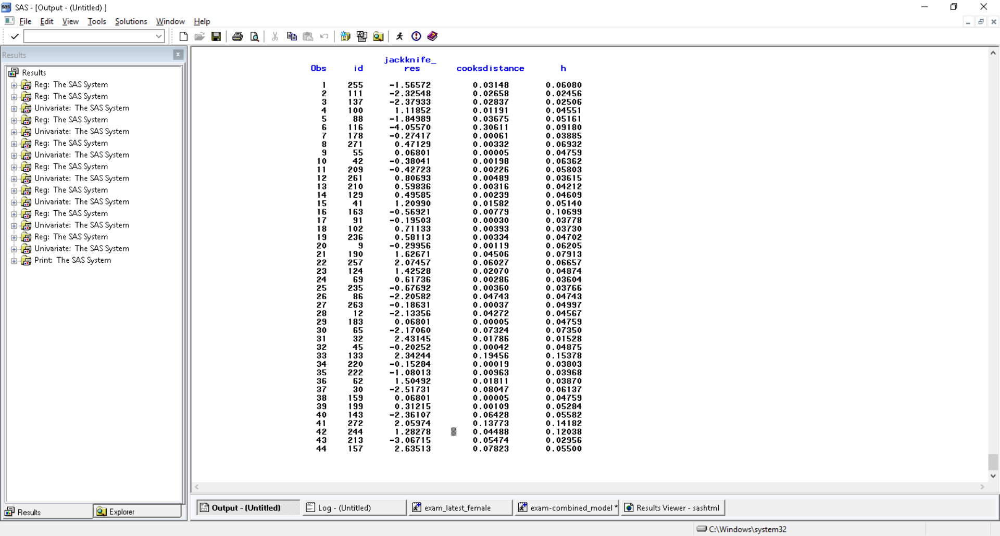 SAS - [Output - (Untitled) ]
File Edit View Tools Solutions Window Help
Results
Results
Reg: The SAS System
Reg: The SAS System
Univariate: The SAS System
Reg: The SAS System
Univariate: The SAS System
Reg: The SAS System
Univariate: The SAS System
Reg: The SAS System
Univariate: The SAS System
Reg: The SAS System
Univariate: The SAS System
Reg: The SAS System
Univariate: The SAS System
Reg: The SAS System
Univariate: The SAS System
Print: The SAS System
Results Explorer
jackknife_
Obs id res cooksdistance h
1 255 -1.56572 0.03148 0.06080
2 111 -2.32548 0.02658 0.02456
3 137 -2.37933 0.02837 0.02506
4 100 1.11852 0.01191 0.04551
5 88 -1.84989 0.03675 0.05161
6 116 -4.05570 0.30611 0.09180
7 178 -0.27417 0.00061 0.03885
8 271 0.47129 0.00332 0.06932
9 55 0.06801 0.00005 0.04759
10 42 -0.38041 0.00198 0.06362
11 209 -0.42723 0.00226 0.05803
12 261 0.80693 0.00489 0.03615
13 210 0.59836 0.00316 0.04212
14 129 0.49585 0.00239 0.04609
15 41 1.20990 0.01582 0.05140
16 163 -0.56921 0.00779 0.10699
17 91 -0.19503 0.00030 0.03778
18 102 0.71133 0.00393 0.03730
19 236 0.58113 0.00334 0.04702
20 9 -0.29956 0.00119 0.06205
21 190 1.62671 0.04506 0.07913
22 257 2.07457 0.06027 0.06657
23 124 1.42528 0.02070 0.04874
24 69 0.61736 0.00286 0.03604
25 235 -0.67692 0.00360 0.03766
26 86 -2.20582 0.04743 0.04743
27 263 -0.18631 0.00037 0.04997
28 12 -2.13356 0.04272 0.04567
29 183 0.06801 0.00005 0.04759
30 65 -2.17060 0.07324 0.07350
31 32 2.43145 0.01786 0.01528
32 45 -0.20252 0.00042 0.04875
33 133 2.34244 0.19456 0.15378
34 220 -0.15284 0.00019 0.03803
35 222 -1.08013 0.00963 0.03968
36 62 1.50492 0.01811 0.03870
37 30 -2.51731 0.08047 0.06137
38 159 0.06801 0.00005 0.04759
39 199 0.31215 0.00109 0.05284
40 143 -2.36107 0.06428 0.05582
41 272 2.05974 0.13773 0.14182
42 244 1.28278 0.04488 0.12038
43 213 -3.06715 0.05474 0.02956
44 157 2.63513 0.07823 0.05500
Output - (Untitled) Log - (Untitled) exam_latest_female exam-combined_model * Results Viewer - sashtml
C:\Windows\system32